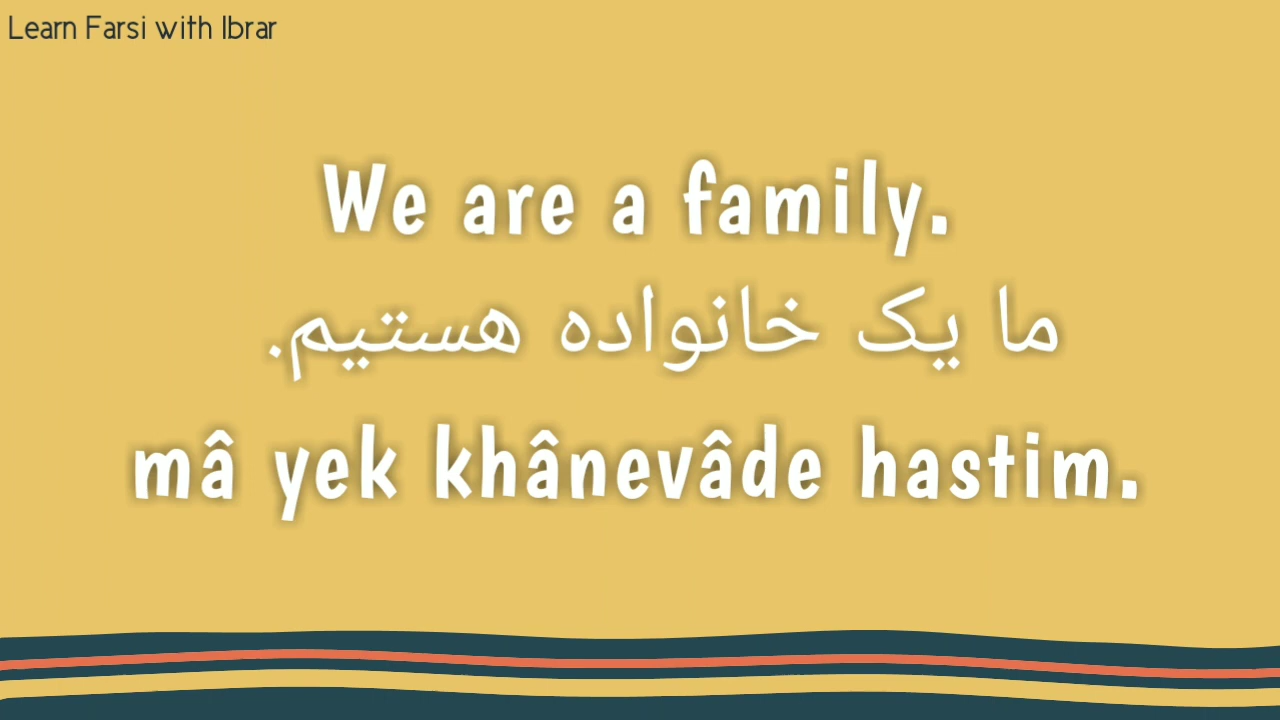 Learn Farsi with Ibrar
We are a family.
ما یک خانواده هستیم.
mâ yek khânevâde hastim.